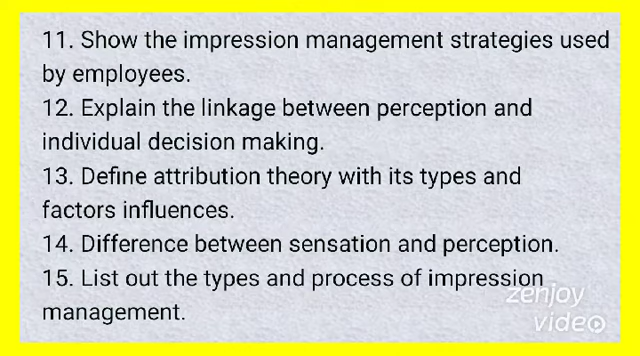 11. Show the impression management strategies used
by employees.
12. Explain the linkage between perception and
individual decision making.
13. Define attribution theory with its types and
factors influences.
14. Difference between sensation and perception.
15. List out the types and process of impression
management.
zenjoy
video